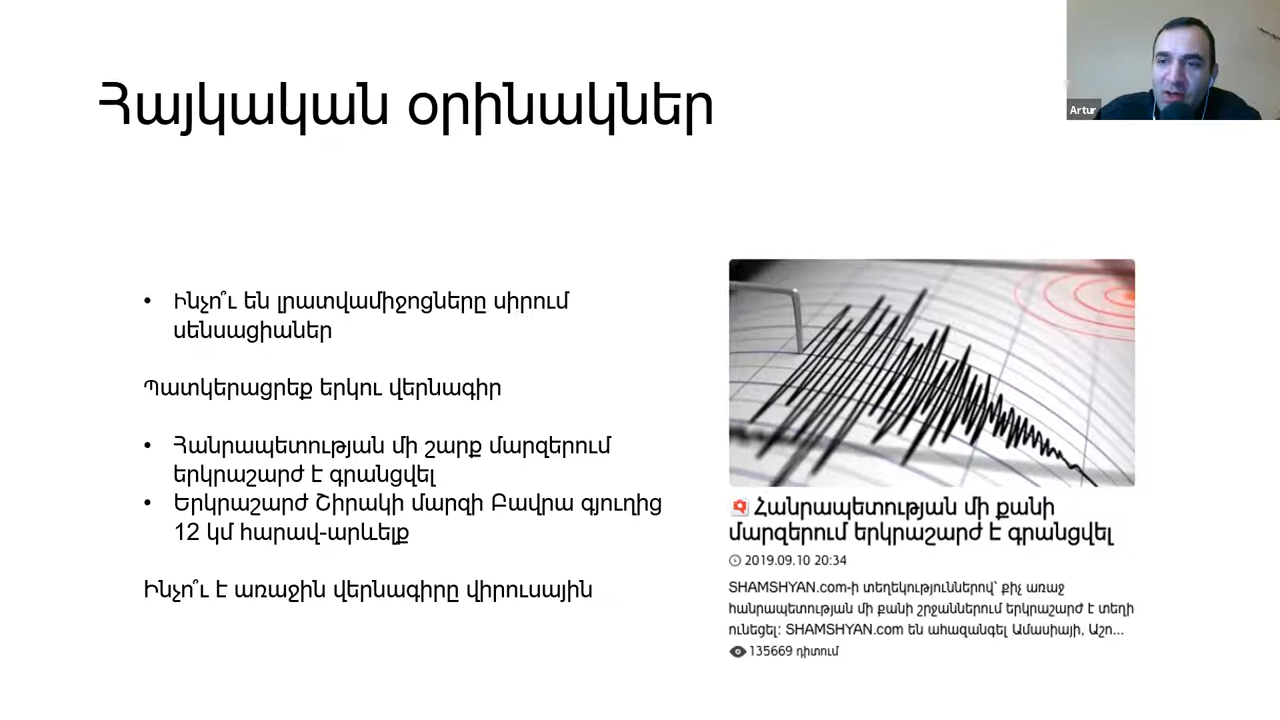 Հայկական օրինակներ
Artur
• Ինչո՞ւ են լրատվամիջոցները սիրում
սենսացիաներ
Պատկերացրեք երկու վերնագիր
• Հանրապետության մի շարք մարզերում
երկրաշարժ է գրանցվել
• Երկրաշարժ Շիրակի մարզի Բավրա գյուղից
12 կմ հարավ-արևելք
Ինչո՞ւ է առաջին վերնագիրը վիրուսային
Հանրապետության մի քանի
մարզերում երկրաշարժ է գրանցվել
2019.09.10 20:34
SHAMSHYAN.com-ի տեղեկություններով՝ քիչ առաջ
հանրապետության մի քանի շրջաններում երկրաշարժ է տեղի
ունեցել: SHAMSHYAN.com են ահազանգել Ամասիայի, Աշո...
135669 դիտում